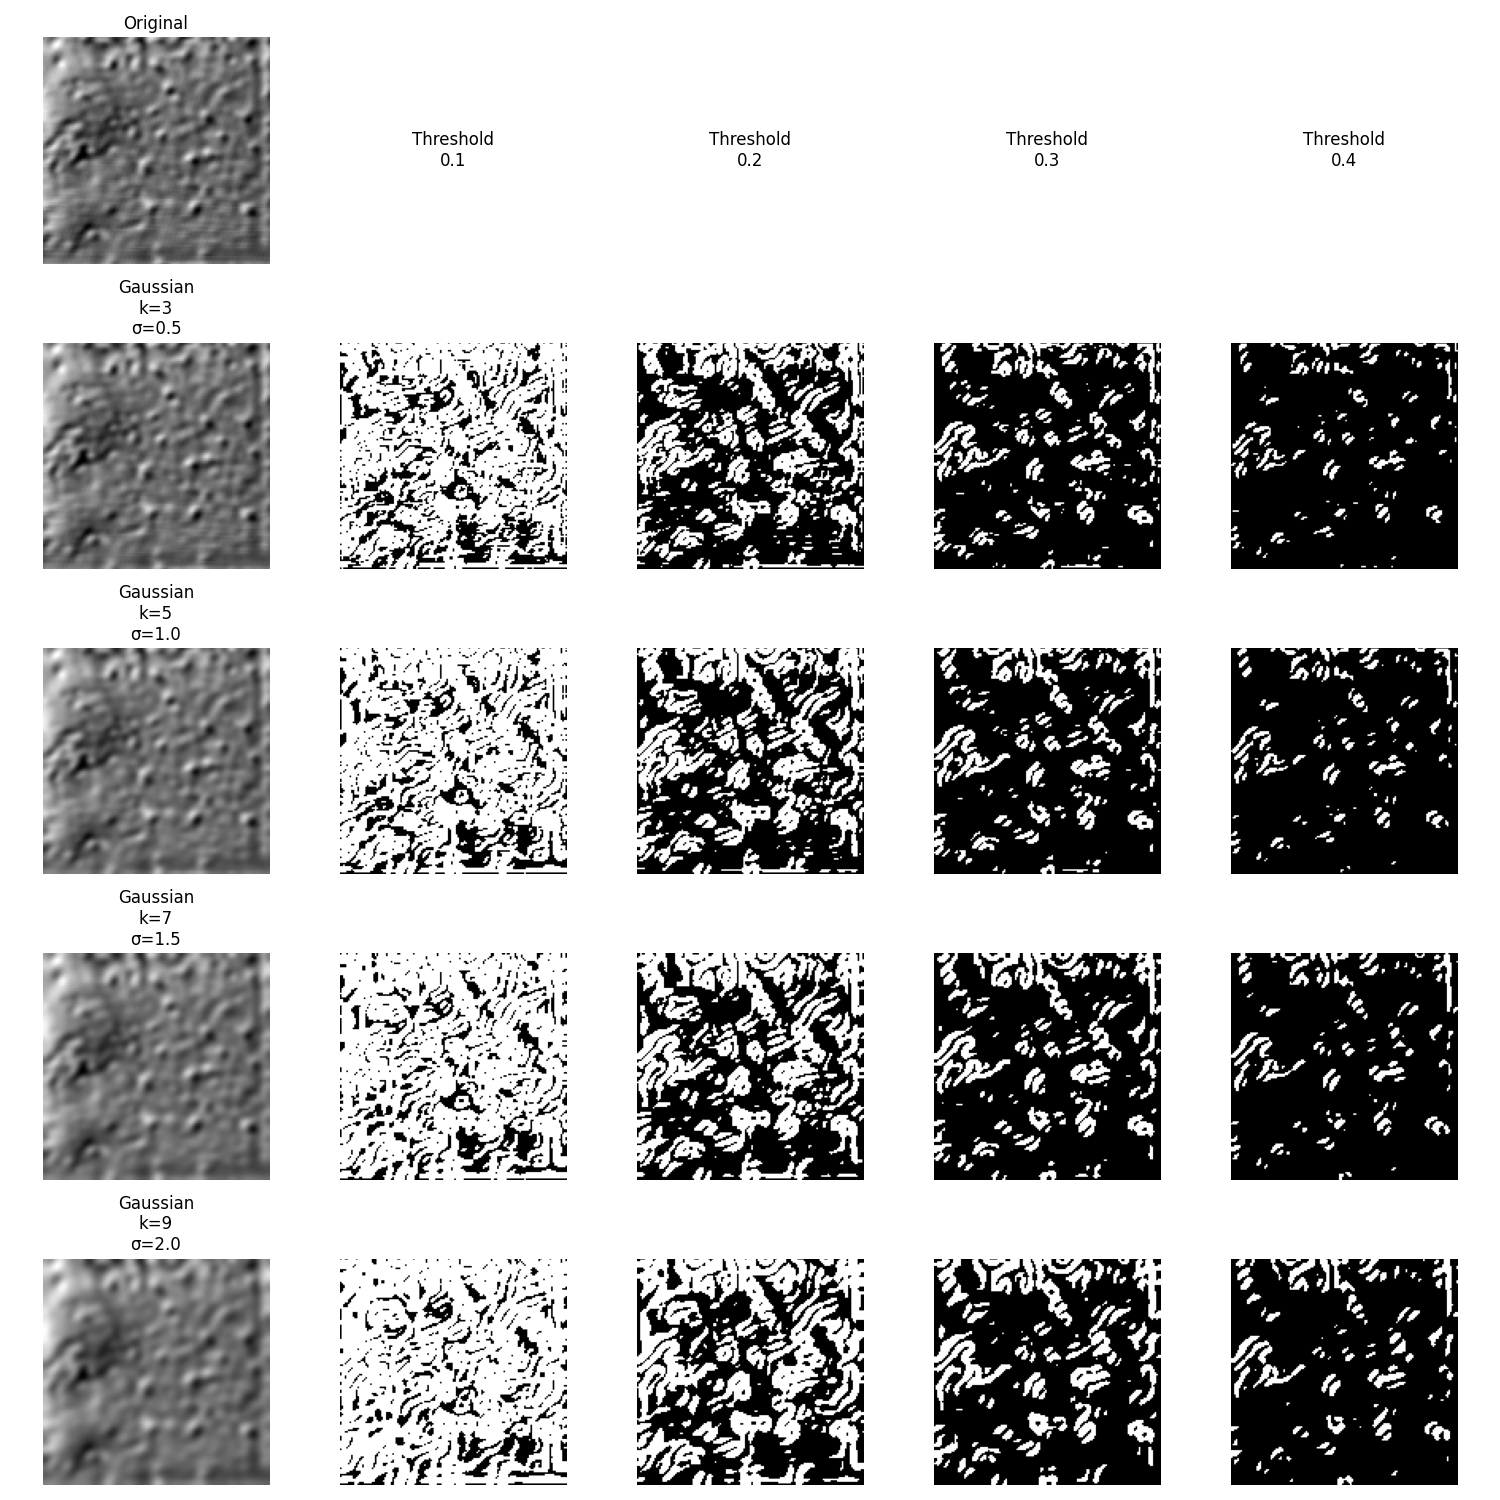 Original
Threshold
0.1
Threshold
0.2
Threshold
0.3
Threshold
0.4
Gaussian
k=3
σ=0.5
Gaussian
k=5
σ=1.0
Gaussian
k=7
σ=1.5
Gaussian
k=9
σ=2.0